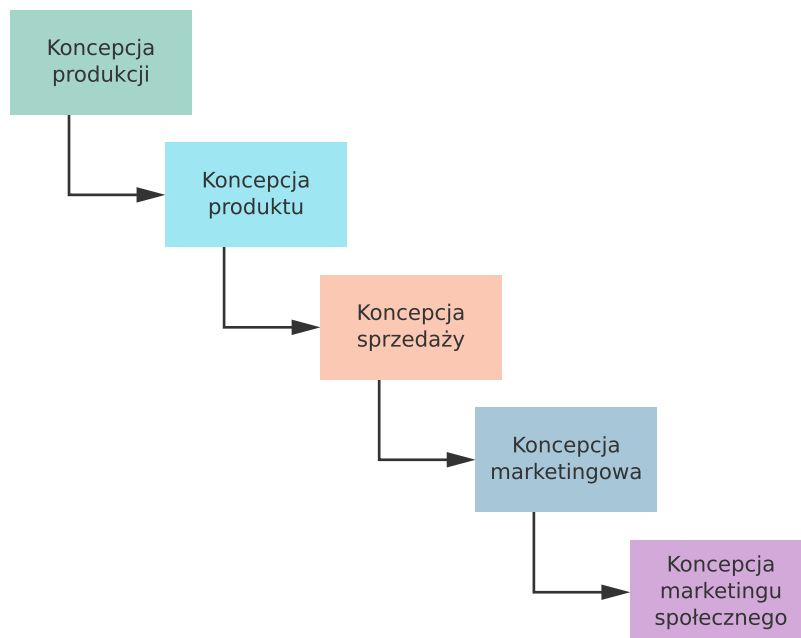 Koncepcja
produkcji
Koncepcja
produktu
Koncepcja
sprzedaży
Koncepcja
marketingowa
Koncepcja
marketingu
społecznego